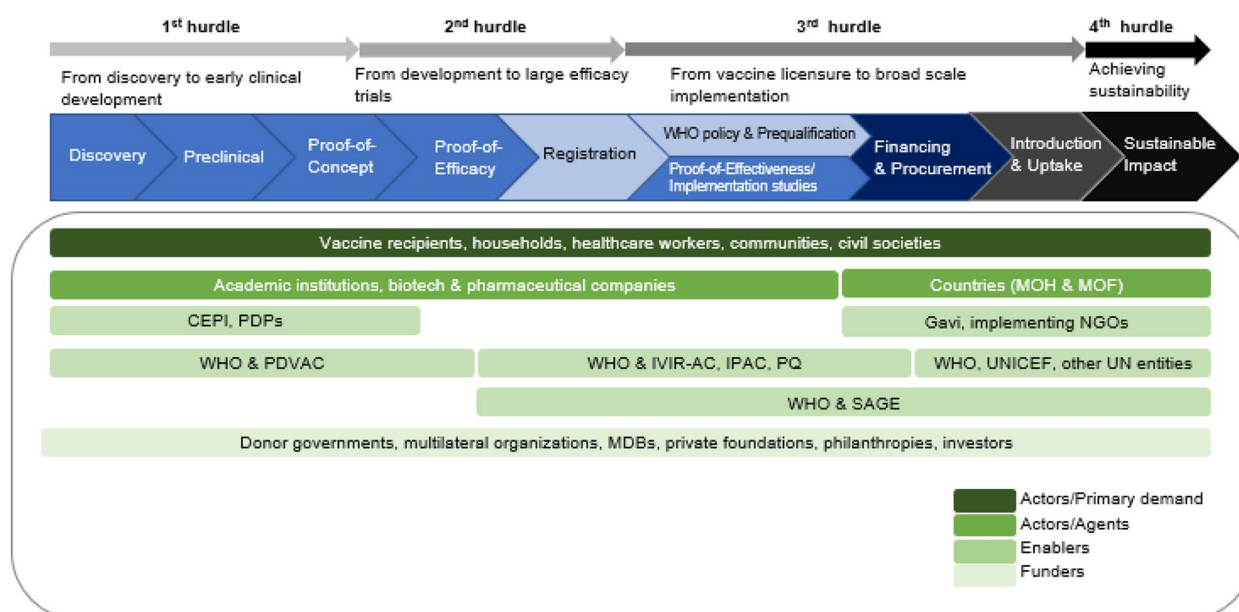 1st hurdle
2nd hurdle
3rd hurdle
4th hurdle
From discovery to early clinical
development
From development to large efficacy
trials
From vaccine licensure to broad scale
implementation
Achieving
sustainability
Discovery
Preclinical
Proof-of-
Concept
Proof-of-
Efficacy
Registration
WHO policy & Prequalification
Proof-of-Effectiveness/
Implementation studies
Financing
& Procurement
Introduction
& Uptake
Sustainable
Impact
Vaccine recipients, households, healthcare workers, communities, civil societies
Academic institutions, biotech & pharmaceutical companies
Countries (MOH & MOF)
CEPI, PDPs
Gavi, implementing NGOs
WHO & PDVAC
WHO & IVIR-AC, IPAC, PQ
WHO, UNICEF, other UN entities
WHO & SAGE
Donor governments, multilateral organizations, MDBs, private foundations, philanthropies, investors
Actors/Primary demand
Actors/Agents
Enablers
Funders